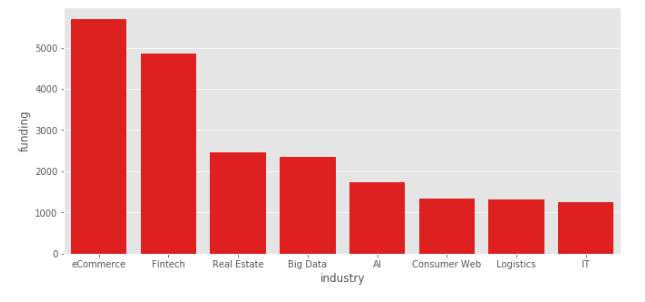 5000
4000
3000
2000
1000
0
funding
eCommerce Fintech Real Estate Big Data AI Consumer Web Logistics IT
industry